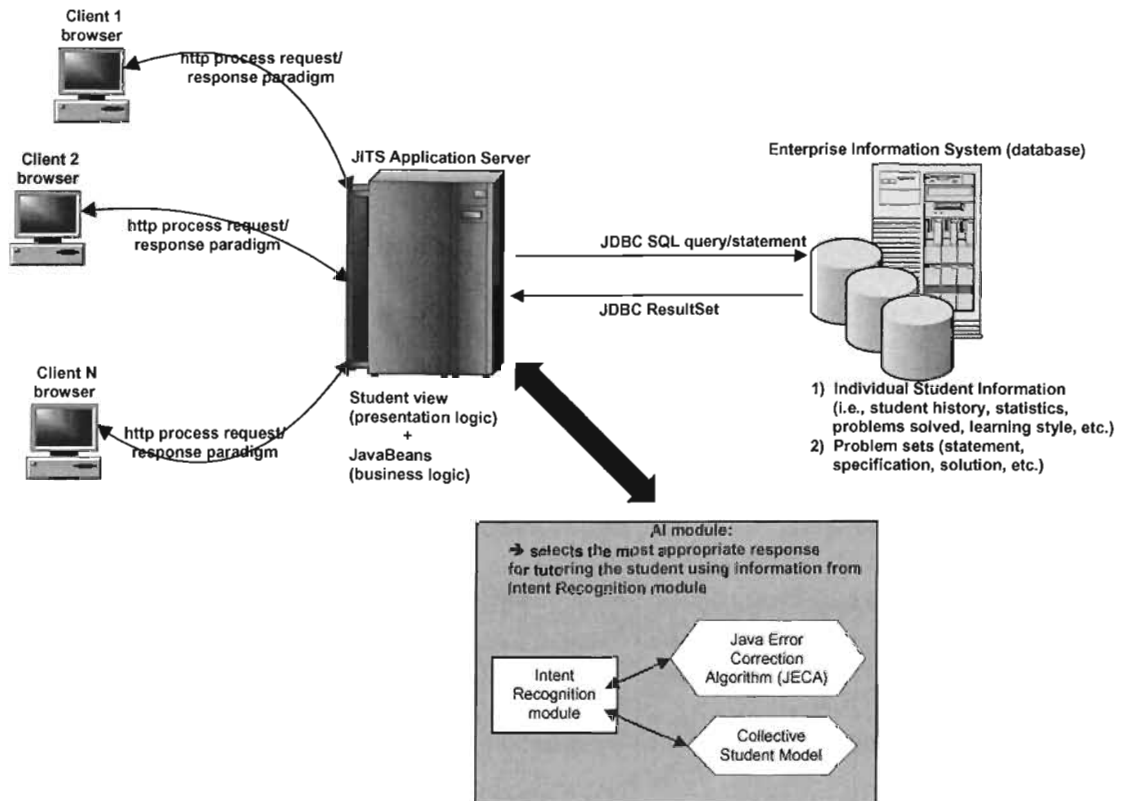 Client 1
browser
http process request/
response paradigm
Client 2
browser
http process request/
response paradigm
Client N
browser
http process request/
response paradigm
JITS Application Server
Student view
(presentation logic)
+
JavaBeans
(business logic)
JDBC SQL query/statement
JDBC ResultSet
Enterprise Information System (database)
1) Individual Student Information
(i.e., student history, statistics,
problems solved, learning style, etc.)
2) Problem sets (statement,
specification, solution, etc.)
AI module:
➔ selects the most appropriate response
for tutoring the student using information from
Intent Recognition module
Intent
Recognition
module
Java Error
Correction
Algorithm (JECA)
Collective
Student Model